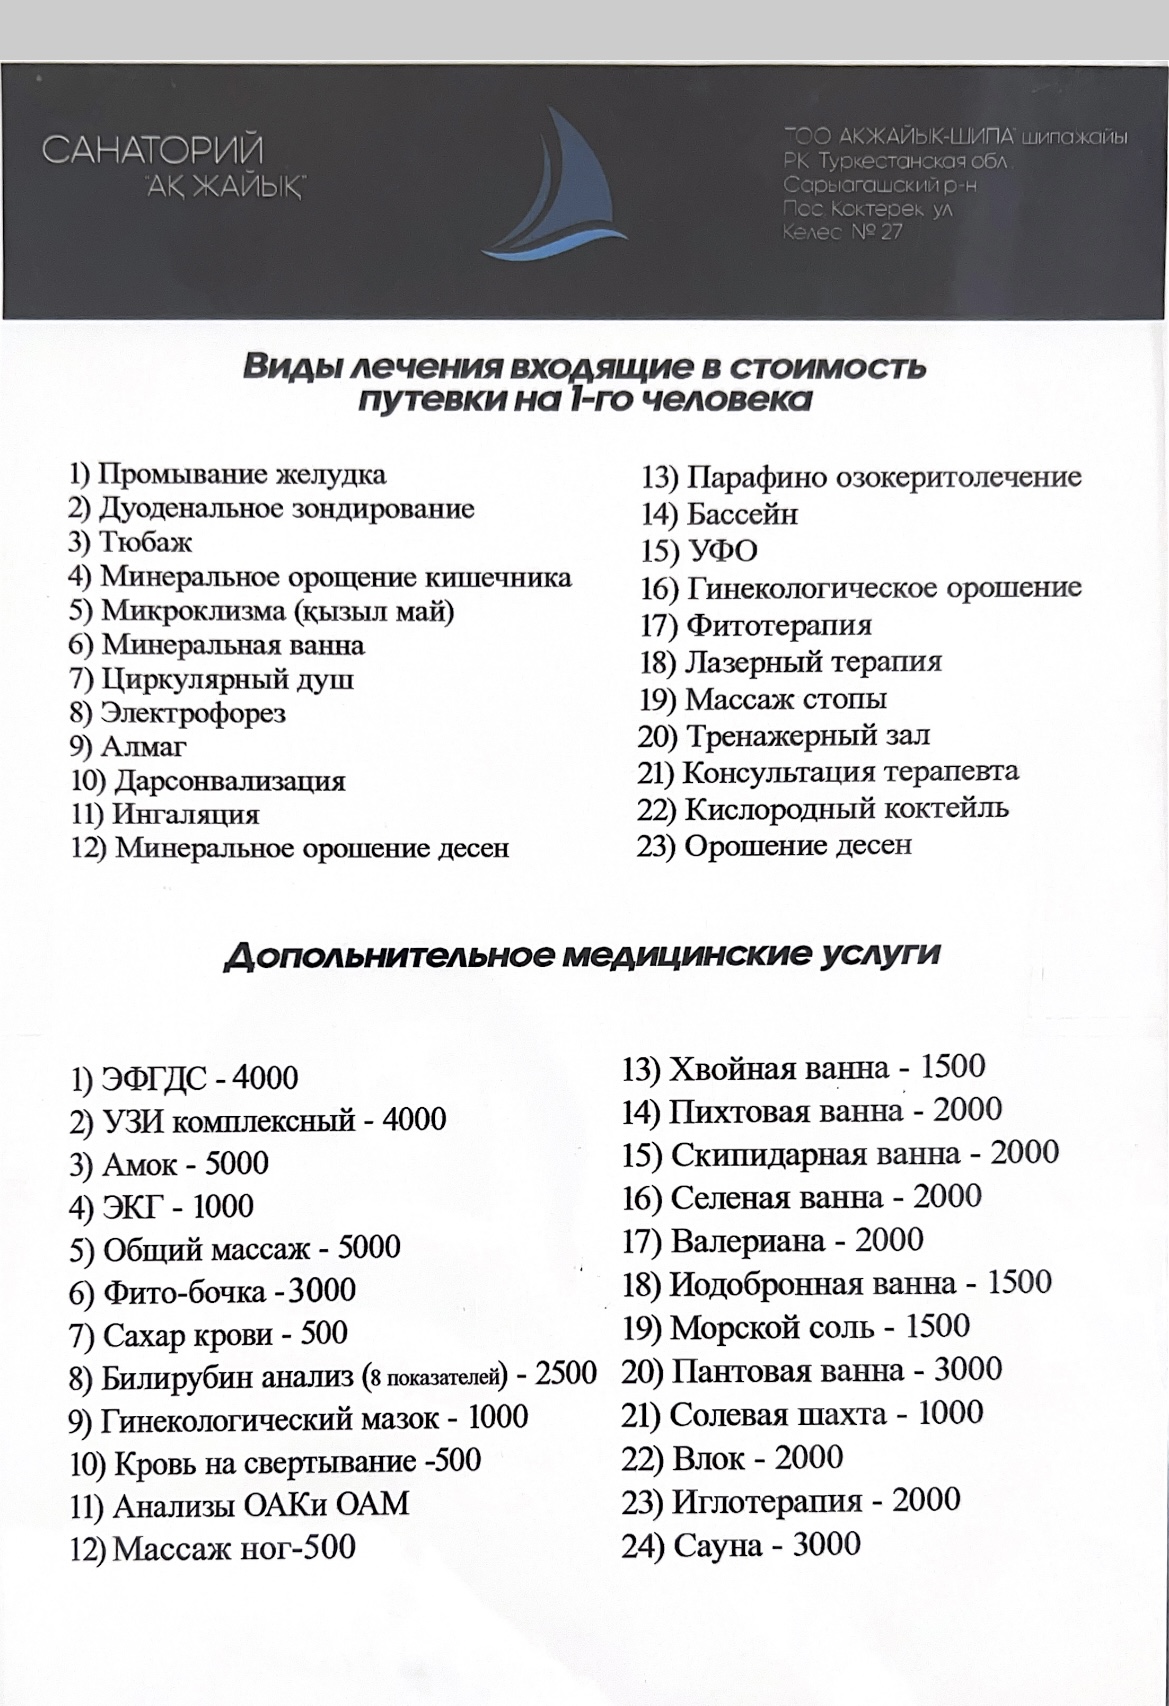 САНАТОРИЙ
"АҚ ЖАЙЫҚ"
"ТОО АКЖАЙЫК-ШИПА" шипажайы
РК Туркестанская обл.
Сарыагашский р-н
Пос. Коктерек ул
Келес № 27
Виды лечения входящие в стоимость
путевки на 1-го человека
1) Промывание желудка
2) Дуоденальное зондирование
3) Тюбаж
4) Минеральное орощение кишечника
5) Микроклизма (қызыл май)
6) Минеральная ванна
7) Циркулярный душ
8) Электрофорез
9) Алмаг
10) Дарсонвализация
11) Ингаляция
12) Минеральное орошение десен
13) Парафино озокеритолечение
14) Бассейн
15) УФО
16) Гинекологическое орошение
17) Фитотерапия
18) Лазерный терапия
19) Массаж стопы
20) Тренажерный зал
21) Консультация терапевта
22) Кислородный коктейль
23) Орошение десен
Допольнительное медицинские услуги
1) ЭФГДС - 4000
2) УЗИ комплексный - 4000
3) Амок - 5000
4) ЭКГ - 1000
5) Общий массаж - 5000
6) Фито-бочка -3000
7) Сахар крови - 500
8) Билирубин анализ (8 показателей) - 2500
9) Гинекологический мазок - 1000
10) Кровь на свертывание -500
11) Анализы ОАКи ОАМ
12) Массаж ног-500
13) Хвойная ванна - 1500
14) Пихтовая ванна - 2000
15) Скипидарная ванна - 2000
16) Селеная ванна - 2000
17) Валериана - 2000
18) Иодобронная ванна - 1500
19) Морской соль - 1500
20) Пантовая ванна - 3000
21) Солевая шахта - 1000
22) Влок - 2000
23) Иглотерапия - 2000
24) Сауна - 3000